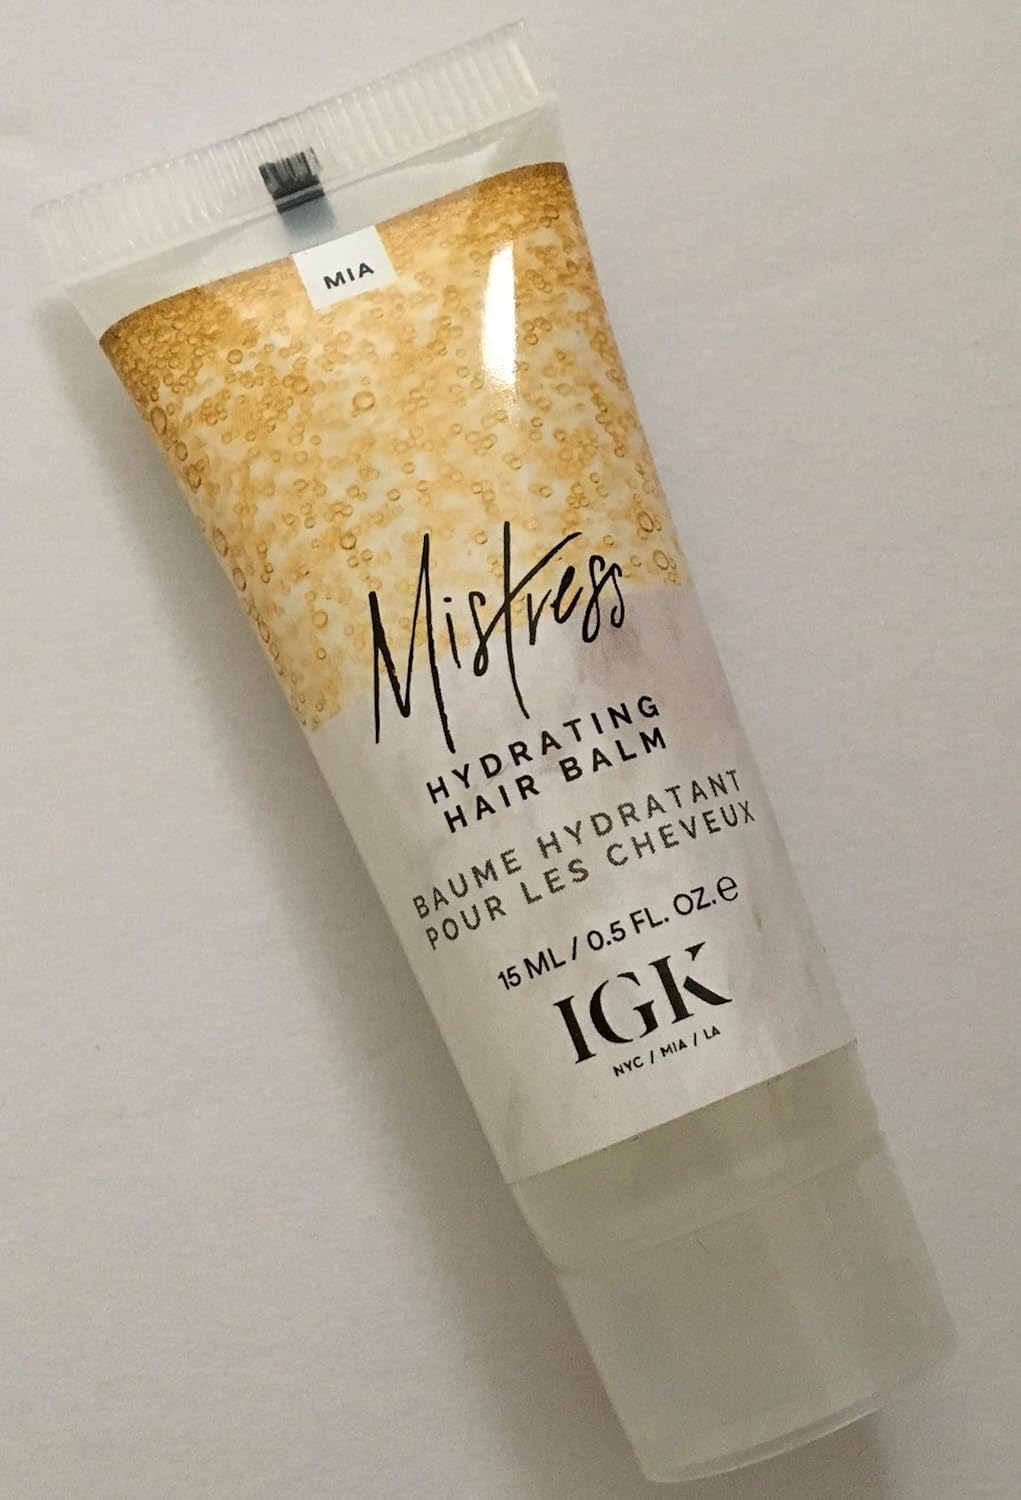 MIA
Mistress
HYDRATING
HAIR BALM
BAUME HYDRATANT
POUR LES CHEVEUX
15 ML / 0.5 FL. OZ. ℮
IGK
NYC / MIA / LA